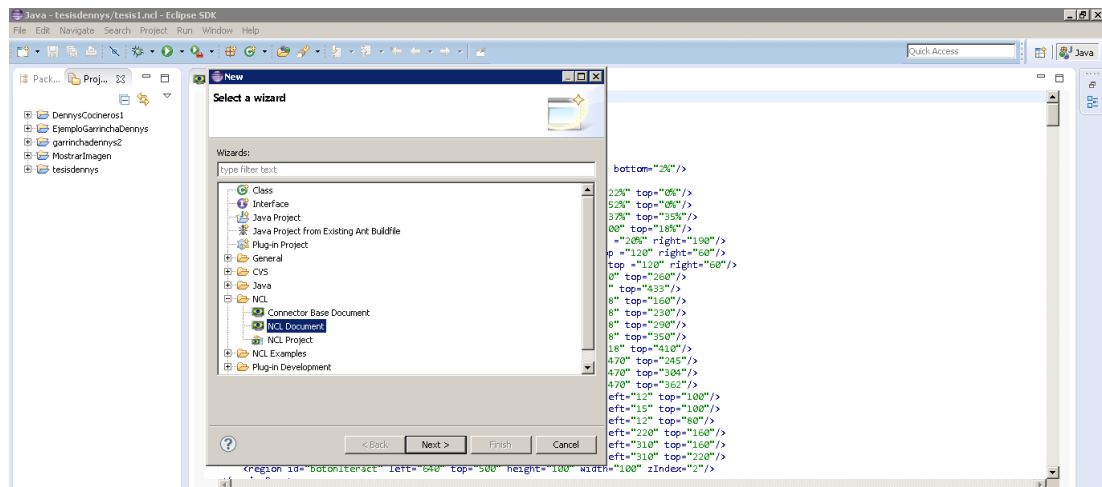 Java - tesisdennys/tesis1.ncl - Eclipse SDK
File Edit Navigate Search Project Run Window Help
Quick Access
Java
Pack...
Proj...
DennysCocineros1
EjemploGarrinchaDennys
garrinchadennys2
MostrarImagen
tesisdennys
New
Select a wizard
Wizards:
type filter text
Class
Interface
Java Project
Java Project from Existing Ant Buildfile
Plug-in Project
General
CVS
Java
NCL
Connector Base Document
NCL Document
NCL Project
NCL Examples
Plug-in Development
?
< Back
Next >
Finish
Cancel
bottom="2%"/>
22%" top="0%"/>
52%" top="0%"/>
37%" top="35%"/>
00" top="18%"/>
="20%" right="190"/>
p ="120" right="60"/>
top ="120" right="60"/>
0" top="260"/>
" top="433"/>
8" top="160"/>
8" top="230"/>
8" top="290"/>
8" top="350"/>
18" top="410"/>
470" top="245"/>
470" top="304"/>
470" top="362"/>
eft="12" top="100"/>
eft="15" top="100"/>
eft="12" top="80"/>
eft="220" top="160"/>
eft="310" top="160"/>
eft="310" top="220"/>
<region id="botonIteract" left="640" top="500" height="100" width="100" zIndex="2"/>